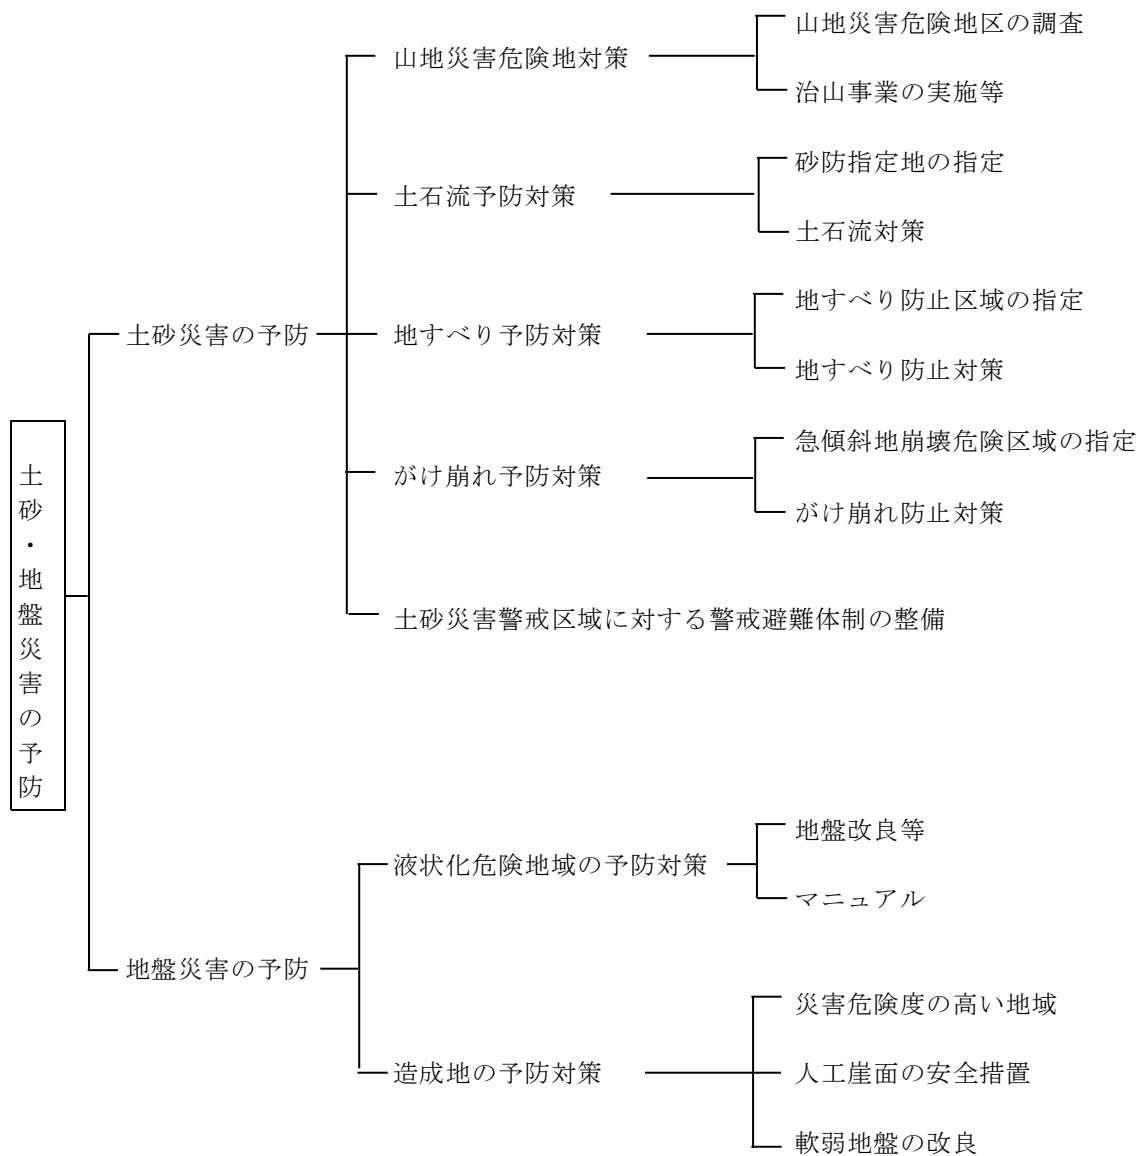 土砂・地盤災害の予防
土砂災害の予防
山地災害危険地対策
山地災害危険地区の調査
治山事業の実施等
土石流予防対策
砂防指定地の指定
土石流対策
地すべり予防対策
地すべり防止区域の指定
地すべり防止対策
がけ崩れ予防対策
急傾斜地崩壊危険区域の指定
がけ崩れ防止対策
土砂災害警戒区域に対する警戒避難体制の整備
地盤災害の予防
液状化危険地域の予防対策
地盤改良等
マニュアル
造成地の予防対策
災害危険度の高い地域
人工崖面の安全措置
軟弱地盤の改良